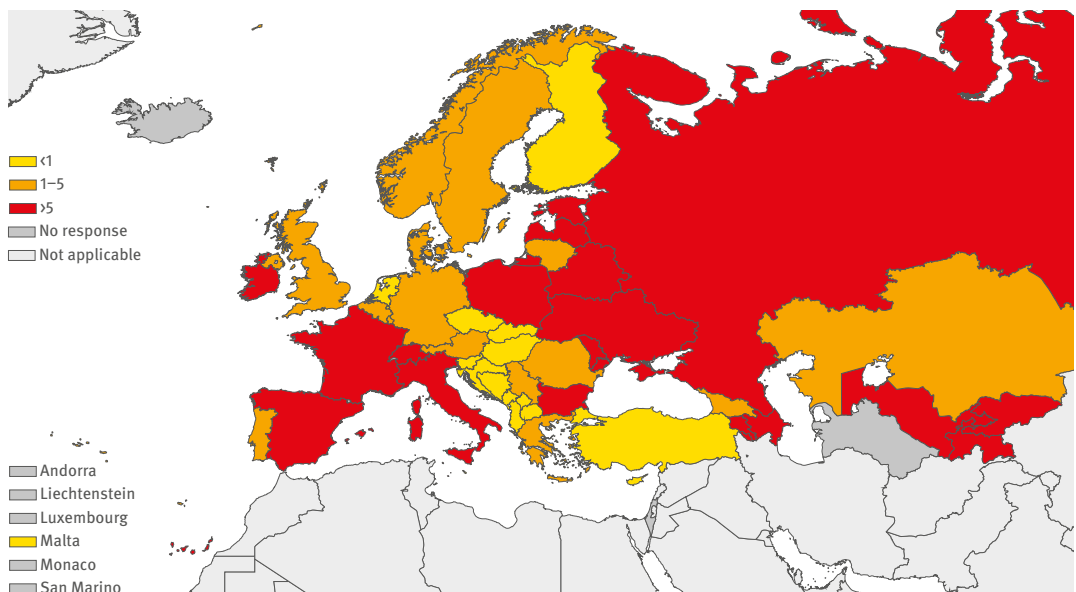 <1
1–5
>5
No response
Not applicable
Andorra
Liechtenstein
Luxembourg
Malta
Monaco
San Marino